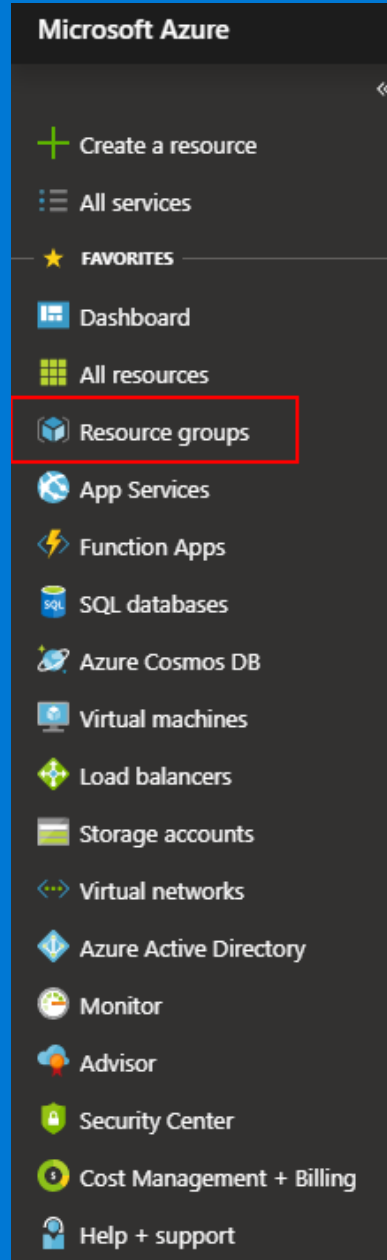 Microsoft Azure
«
Create a resource
All services
FAVORITES
Dashboard
All resources
Resource groups
App Services
Function Apps
SQL databases
Azure Cosmos DB
Virtual machines
Load balancers
Storage accounts
Virtual networks
Azure Active Directory
Monitor
Advisor
Security Center
Cost Management + Billing
Help + support